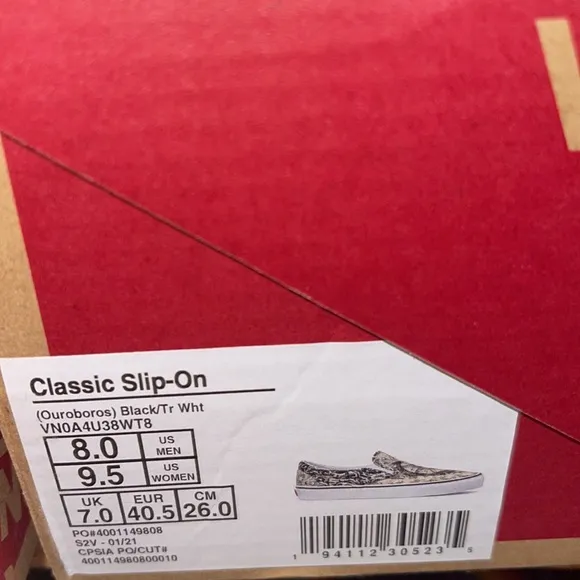 Classic Slip-On
(Ouroboros) Black/Tr Wht
VN0A4U38WT8
8.0 US MEN
9.5 US WOMEN
UK 7.0 EUR 40.5 CM 26.0
PO#4001149808
S2V - 01/21
CPSIA PO/CUT#
400114980800010
1 94112 30523 5